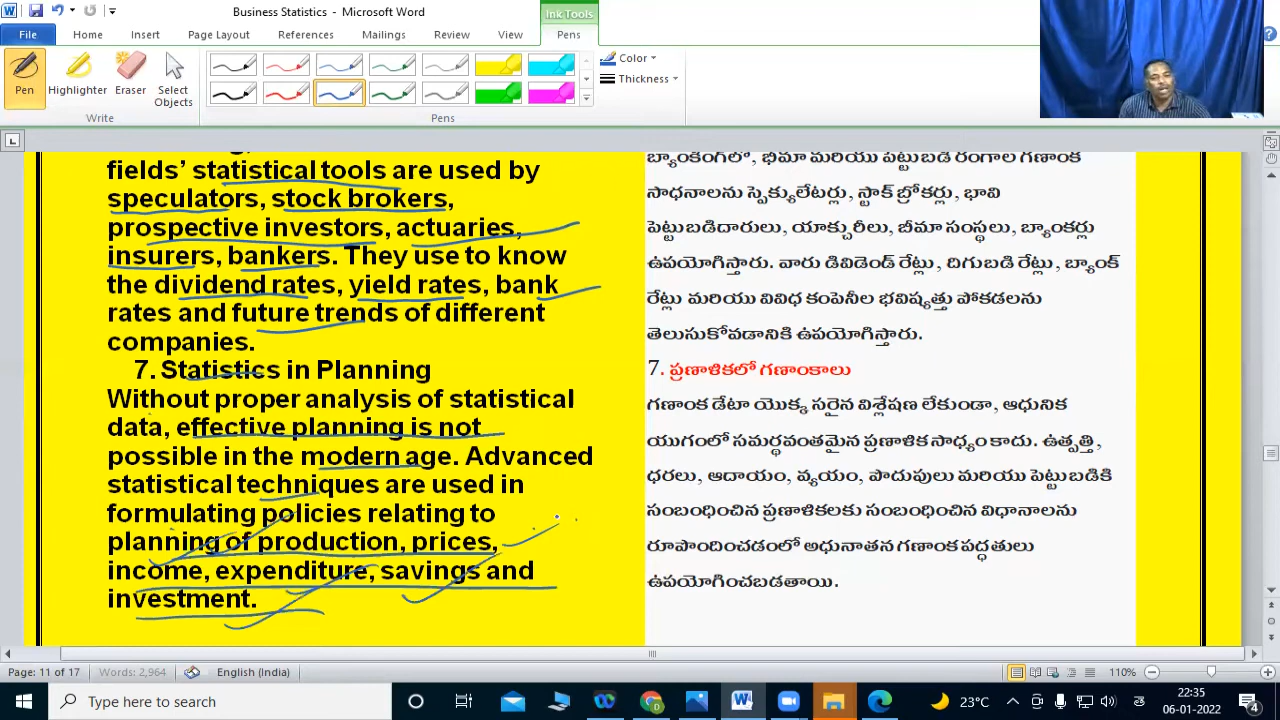 Business Statistics - Microsoft Word
Ink Tools
File
Home
Insert
Page Layout
References
Mailings
Review
View
Pens
Pen
Highlighter
Eraser
Select Objects
Color
Thickness
Write
Pens
fields' statistical tools are used by
speculators, stock brokers,
prospective investors, actuaries,
insurers, bankers. They use to know
the dividend rates, yield rates, bank
rates and future trends of different
companies.
7. Statistics in Planning
Without proper analysis of statistical
data, effective planning is not
possible in the modern age. Advanced
statistical techniques are used in
formulating policies relating to
planning of production, prices,
income, expenditure, savings and
investment.
బ్యాంకింగ్‌లో, భీమా మరియు పెట్టుబడి రంగాల గణాంక
సాధనాలను స్పెక్యులేటర్లు, స్టాక్ బ్రోకర్లు, భావి
పెట్టుబడిదారులు, యాక్చురీలు, బీమా సంస్థలు, బ్యాంకర్లు
ఉపయోగిస్తారు. వారు డివిడెండ్ రేట్లు, దిగుబడి రేట్లు, బ్యాంక్
రేట్లు మరియు వివిధ కంపెనీల భవిష్యత్తు పోకడలను
తెలుసుకోవడానికి ఉపయోగిస్తారు.
7. ప్రణాళికలో గణాంకాలు
గణాంక డేటా యొక్క సరైన విశ్లేషణ లేకుండా, ఆధునిక
యుగంలో సమర్థవంతమైన ప్రణాళిక సాధ్యం కాదు. ఉత్పత్తి,
ధరలు, ఆదాయం, వ్యయం, పొదుపులు మరియు పెట్టుబడికి
సంబంధించిన ప్రణాళికలకు సంబంధించిన విధానాలను
రూపొందించడంలో అధునాతన గణాంక పద్ధతులు
ఉపయోగించబడతాయి.
Page: 11 of 17
Words: 2,964
English (India)
110%
Type here to search
23°C
22:35
06-01-2022
4